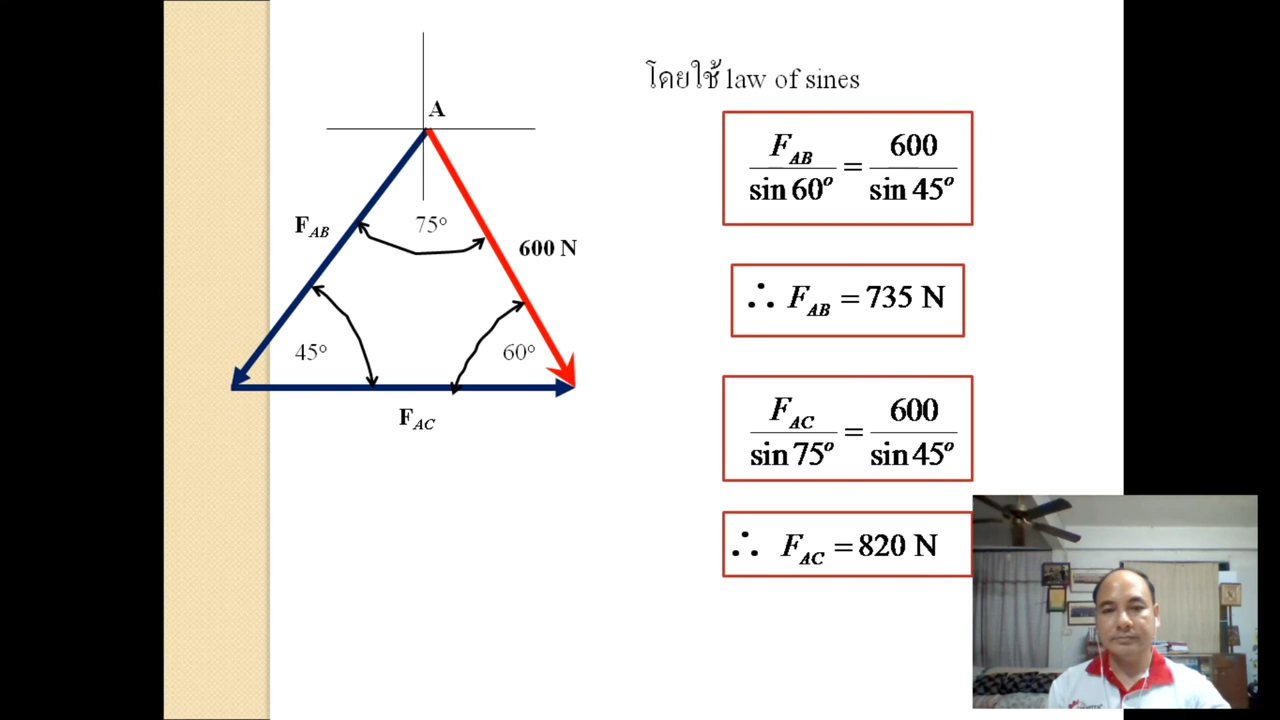 โดยใช้ law of sines
A
F_AB / sin 60° = 600 / sin 45°
F_AB
75°
600 N
∴ F_AB = 735 N
45°
60°
F_AC
F_AC / sin 75° = 600 / sin 45°
∴ F_AC = 820 N